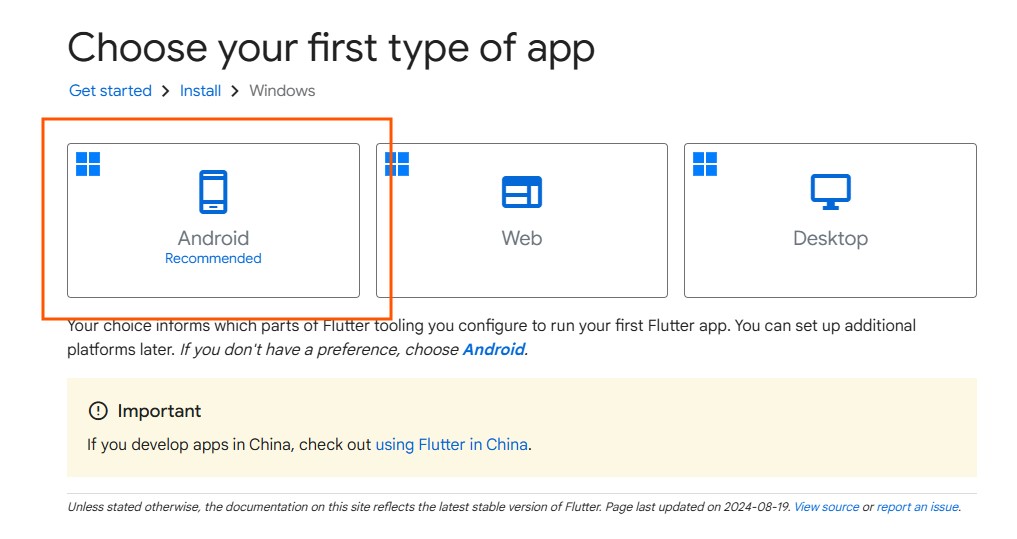 Choose your first type of app
Get started > Install > Windows
Android
Recommended
Web
Desktop
Your choice informs which parts of Flutter tooling you configure to run your first Flutter app. You can set up additional
platforms later. If you don't have a preference, choose Android.
Important
If you develop apps in China, check out using Flutter in China.
Unless stated otherwise, the documentation on this site reflects the latest stable version of Flutter. Page last updated on 2024-08-19. View source or report an issue.